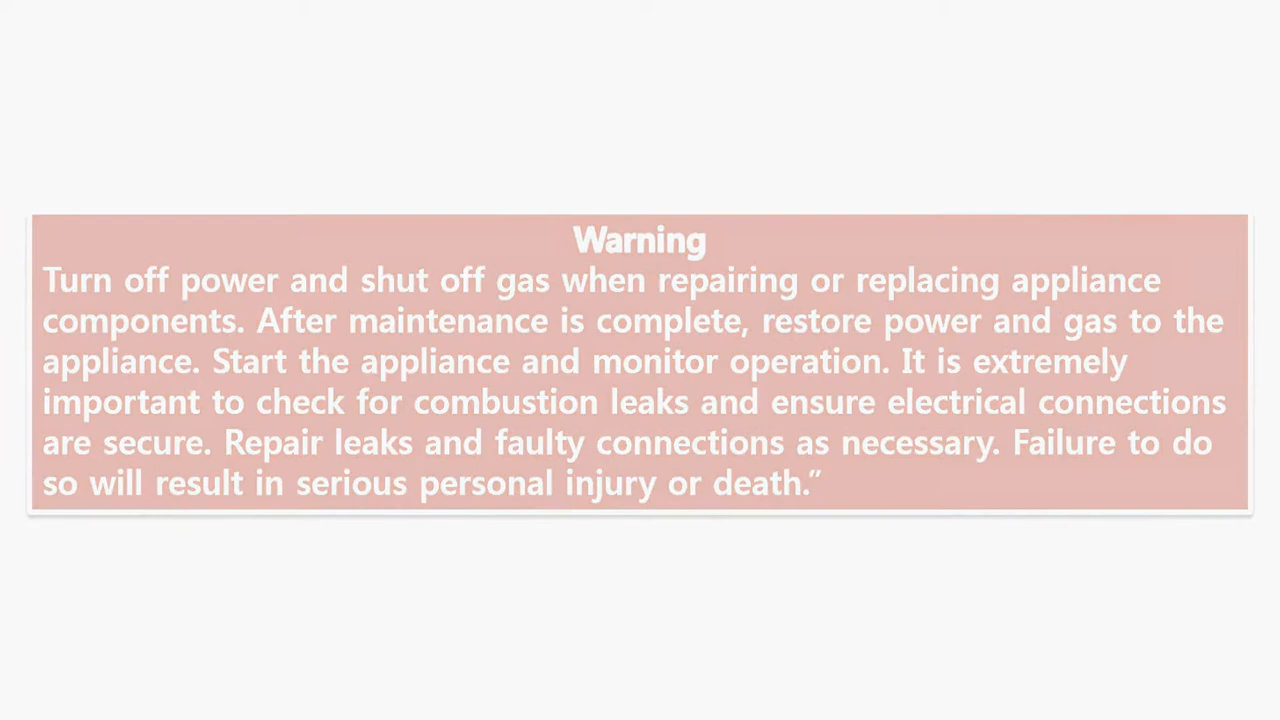 Warning
Turn off power and shut off gas when repairing or replacing appliance
components. After maintenance is complete, restore power and gas to the
appliance. Start the appliance and monitor operation. It is extremely
important to check for combustion leaks and ensure electrical connections
are secure. Repair leaks and faulty connections as necessary. Failure to do
so will result in serious personal injury or death.”